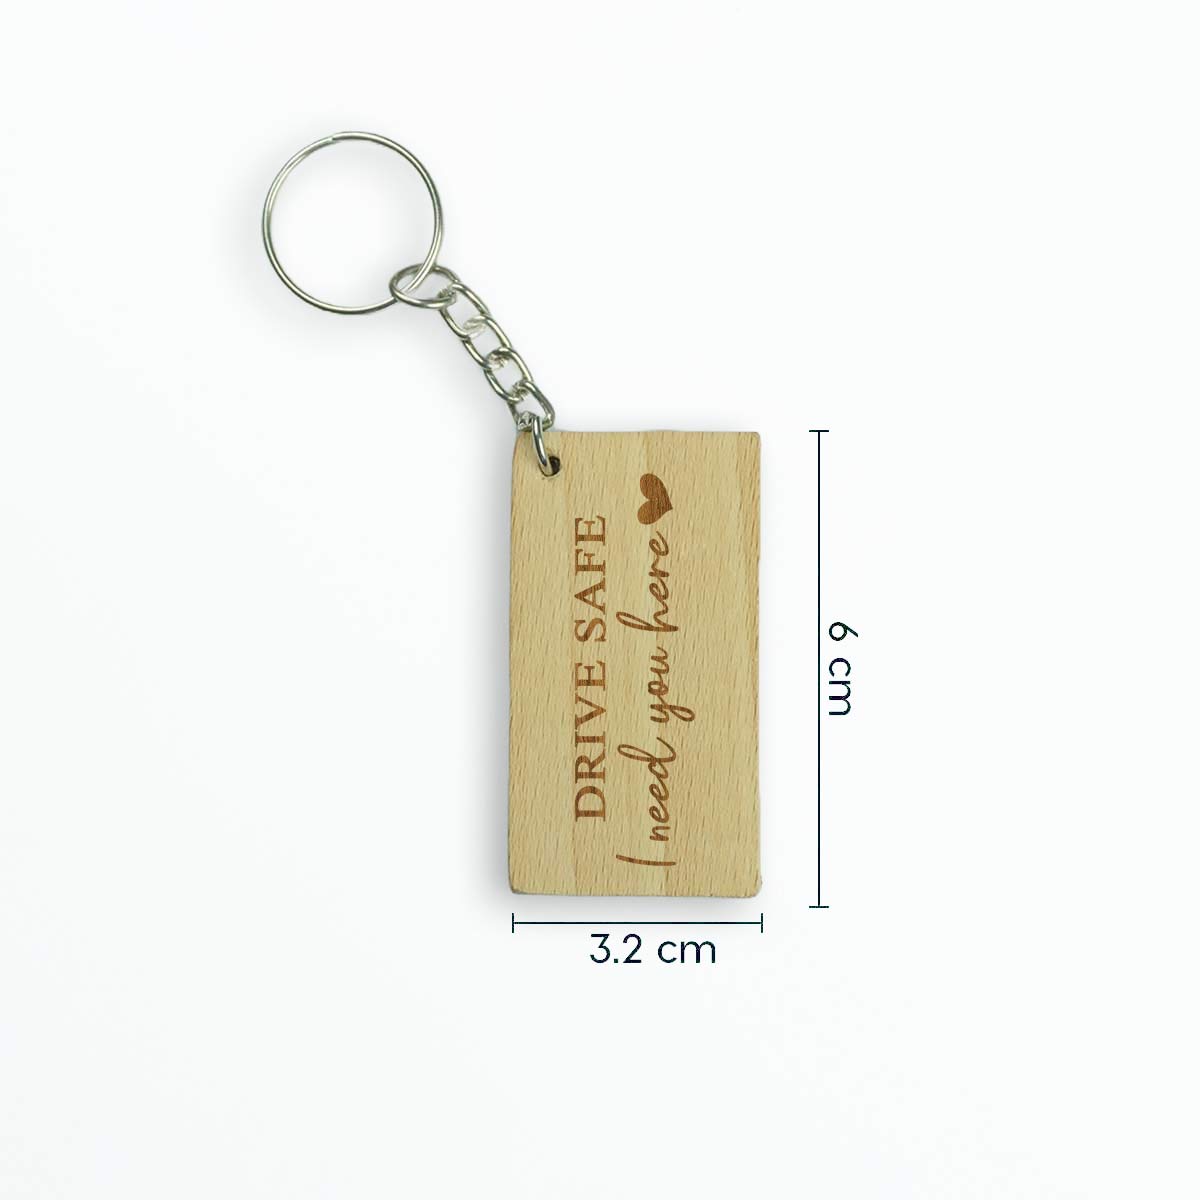 DRIVE SAFE
I need you here
6 cm
3.2 cm